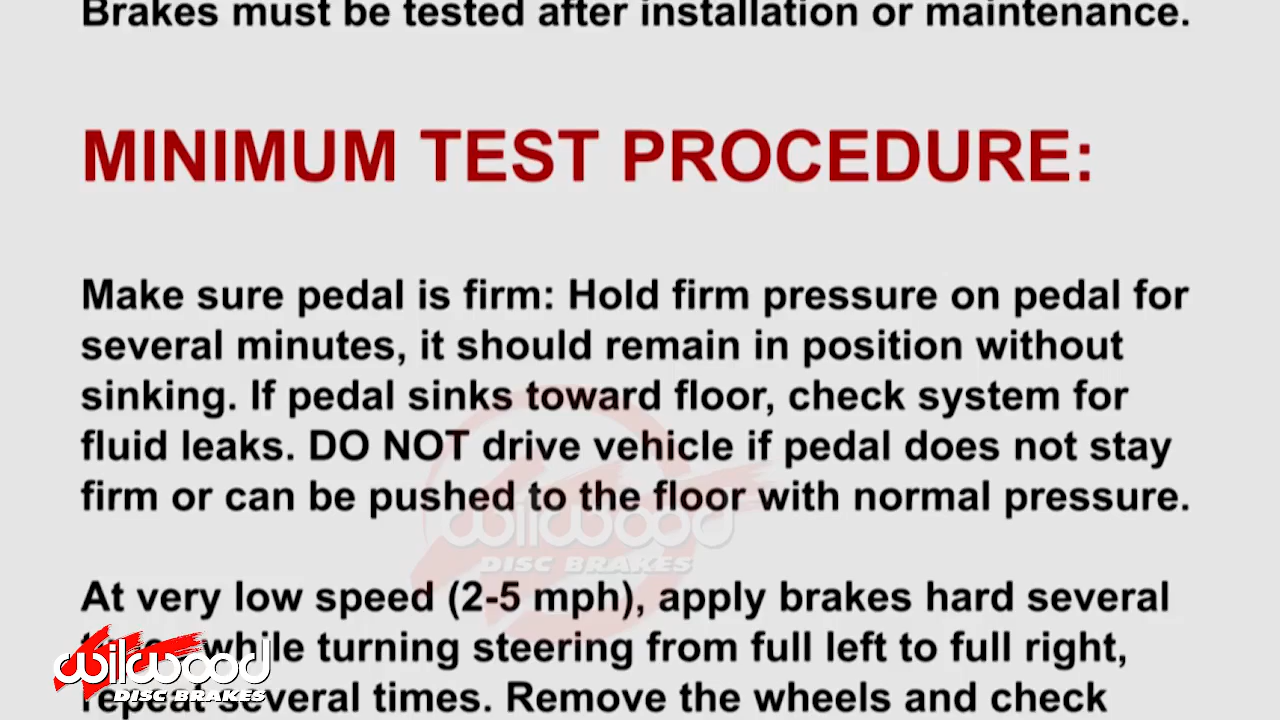 Brakes must be tested after installation or maintenance.
MINIMUM TEST PROCEDURE:
Make sure pedal is firm: Hold firm pressure on pedal for
several minutes, it should remain in position without
sinking. If pedal sinks toward floor, check system for
fluid leaks. DO NOT drive vehicle if pedal does not stay
firm or can be pushed to the floor with normal pressure.
wilwood
DISC BRAKES
At very low speed (2-5 mph), apply brakes hard several
while turning steering from full left to full right,
repeat several times. Remove the wheels and check
wilwood
DISC BRAKES